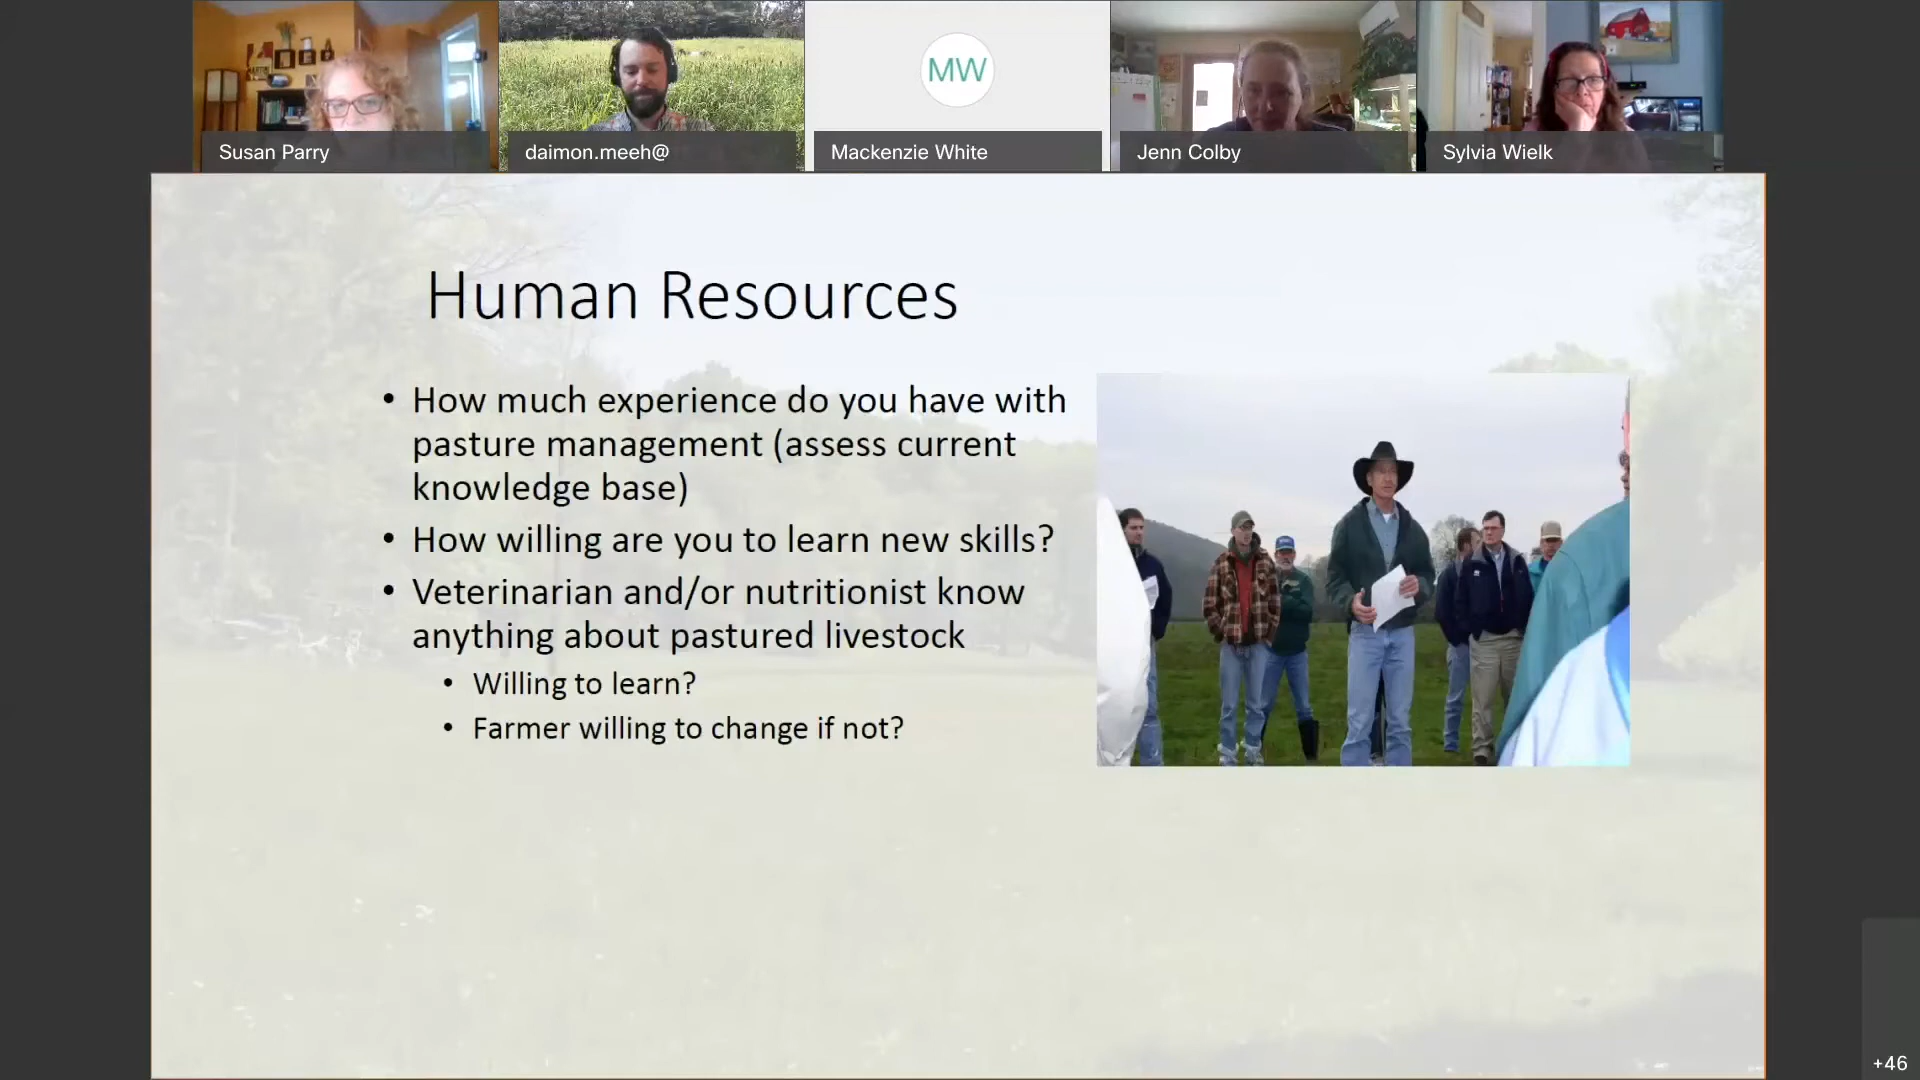 MW
Susan Parry
daimon.meeh@
Mackenzie White
Jenn Colby
Sylvia Wielk
Human Resources
• How much experience do you have with
pasture management (assess current
knowledge base)
• How willing are you to learn new skills?
• Veterinarian and/or nutritionist know
anything about pastured livestock
• Willing to learn?
• Farmer willing to change if not?
+46